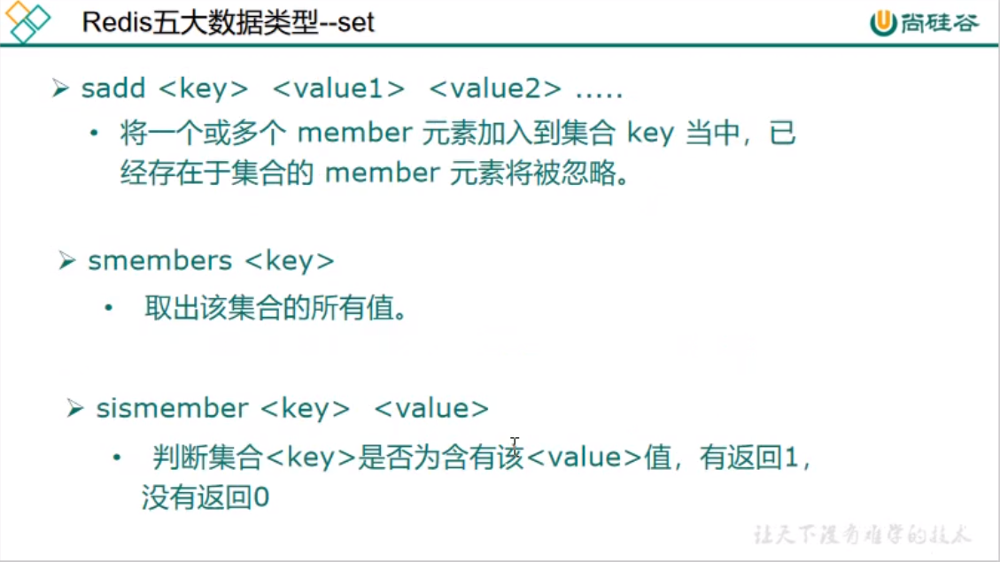 Redis五大数据类型--set
尚硅谷
sadd <key> <value1> <value2> .....
• 将一个或多个 member 元素加入到集合 key 当中，已
经存在于集合的 member 元素将被忽略。
smembers <key>
• 取出该集合的所有值。
sismember <key> <value>
• 判断集合<key>是否为含有该<value>值，有返回1，
没有返回0
让天下没有难学的技术